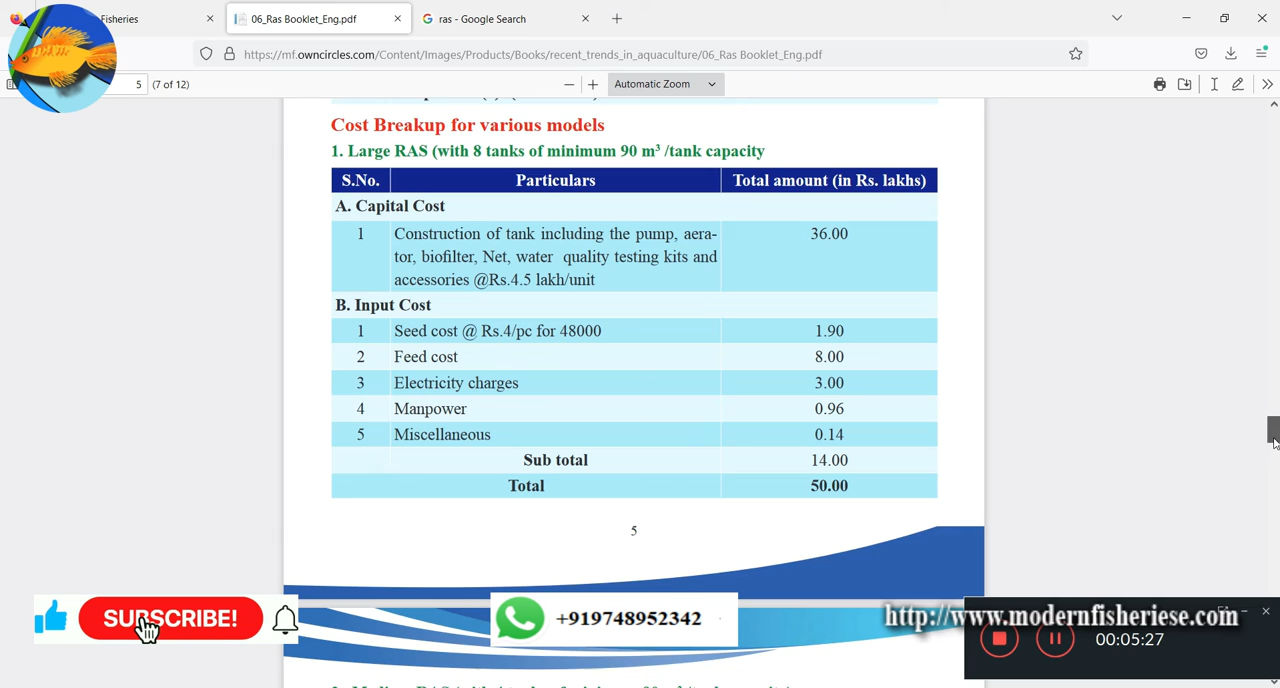 Fisheries
06_Ras Booklet_Eng.pdf
ras - Google Search
https://mf.owncircles.com/Content/Images/Products/Books/recent_trends_in_aquaculture/06_Ras Booklet_Eng.pdf
5 (7 of 12)
Automatic Zoom
Cost Breakup for various models
1. Large RAS (with 8 tanks of minimum 90 m³ /tank capacity
S.No. Particulars Total amount (in Rs. lakhs)
A. Capital Cost
1 Construction of tank including the pump, aera- 36.00
tor, biofilter, Net, water quality testing kits and
accessories @Rs.4.5 lakh/unit
B. Input Cost
1 Seed cost @ Rs.4/pc for 48000 1.90
2 Feed cost 8.00
3 Electricity charges 3.00
4 Manpower 0.96
5 Miscellaneous 0.14
Sub total 14.00
Total 50.00
5
SUBSCRIBE!
+919748952342
http://www.modernfisheriese.com
00:05:27